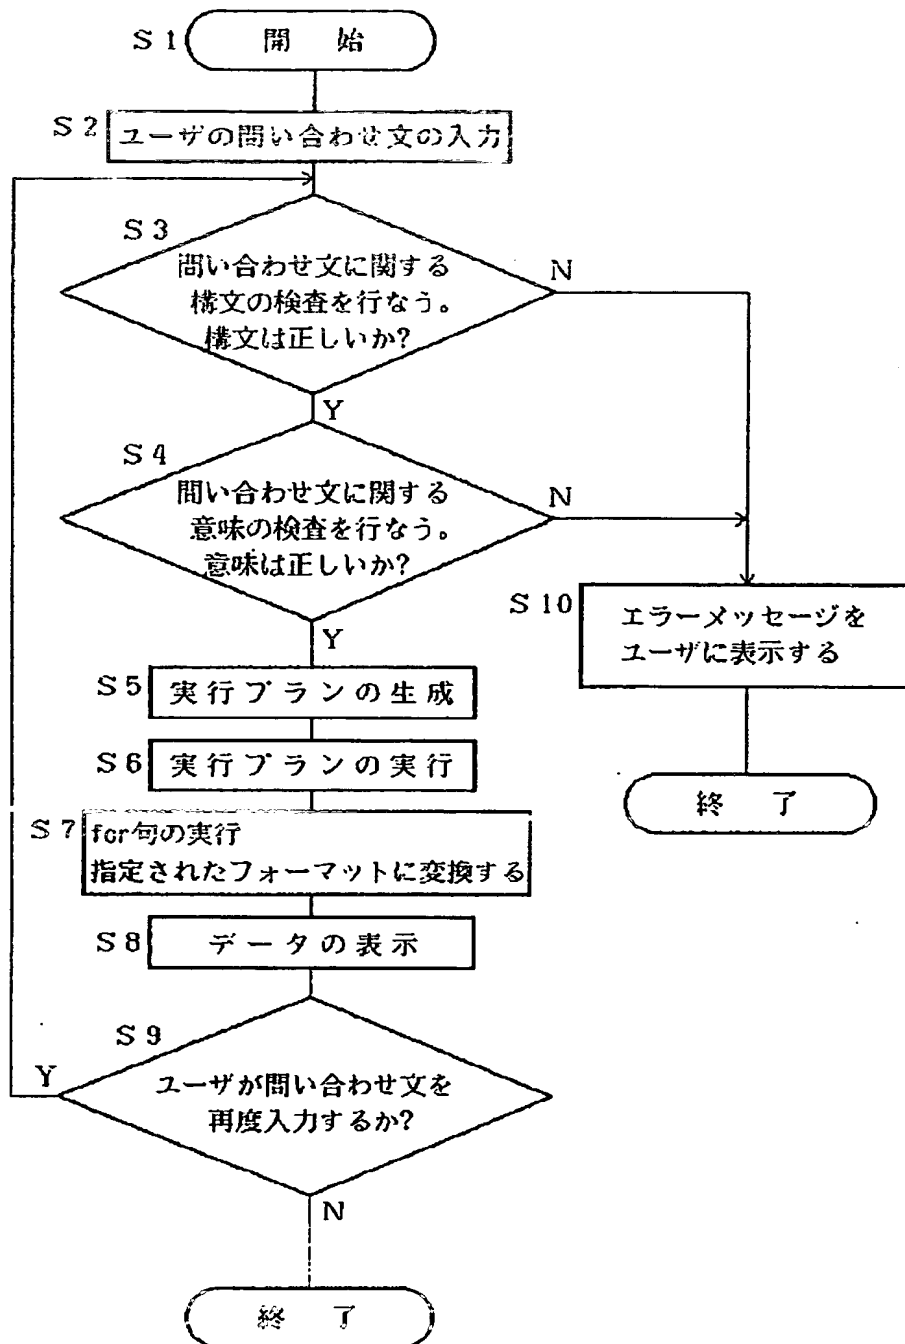 S1 開 始
S2 ユーザの問い合わせ文の入力
S3
問い合わせ文に関する
構文の検査を行なう。
構文は正しいか?
N
Y
S4
問い合わせ文に関する
意味の検査を行なう。
意味は正しいか?
N
Y
S10
エラーメッセージを
ユーザに表示する
終 了
S5 実行プランの生成
S6 実行プランの実行
S7 for句の実行
指定されたフォーマットに変換する
S8 データの表示
S9
Y
ユーザが問い合わせ文を
再度入力するか?
N
終 了